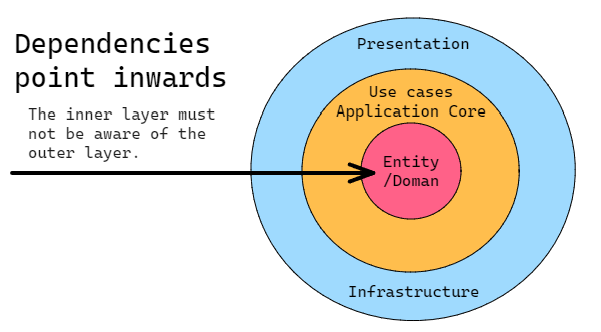 Dependencies
point inwards
The inner layer must
not be aware of the
outer layer.
Presentation
Use cases
Application Core
Entity
/Doman
Infrastructure